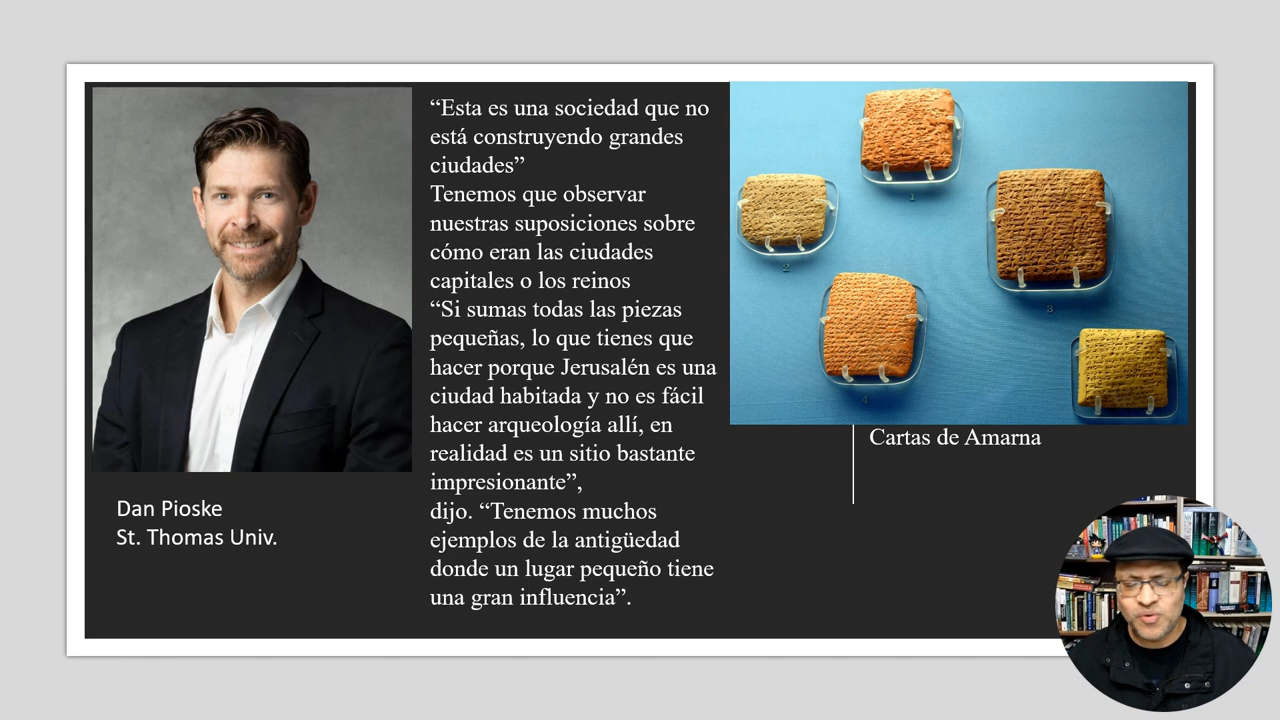 “Esta es una sociedad que no
está construyendo grandes
ciudades”
Tenemos que observar
nuestras suposiciones sobre
cómo eran las ciudades
capitales o los reinos
“Si sumas todas las piezas
pequeñas, lo que tienes que
hacer porque Jerusalén es una
ciudad habitada y no es fácil
hacer arqueología allí, en
realidad es un sitio bastante
impresionante”,
dijo. “Tenemos muchos
ejemplos de la antigüedad
donde un lugar pequeño tiene
una gran influencia”.
Dan Pioske
St. Thomas Univ.
1
2
3
4
Cartas de Amarna